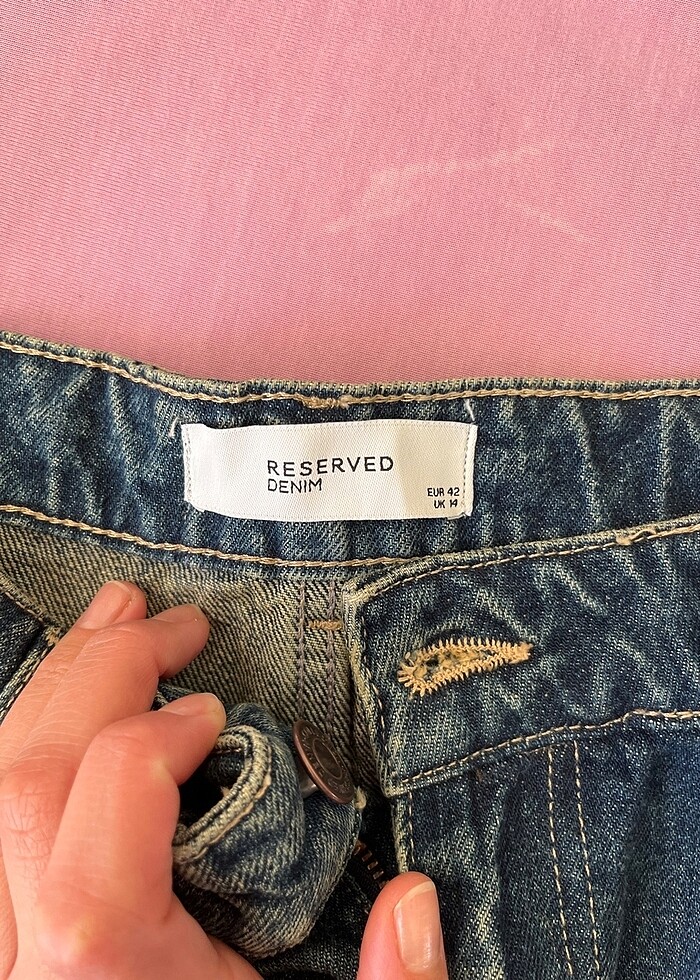 RESERVED
DENIM
EUR 42
UK 14